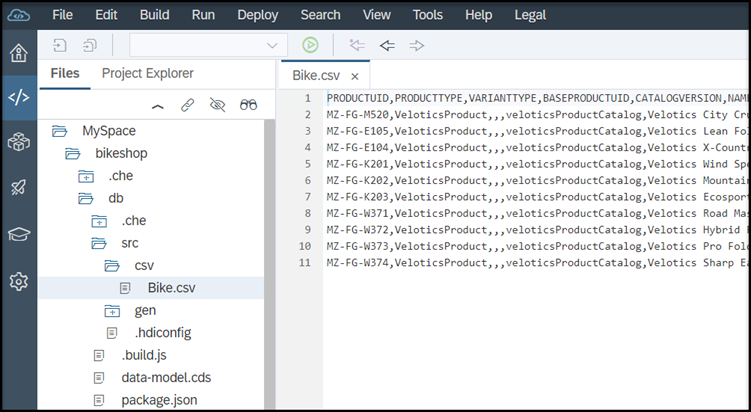 File Edit Build Run Deploy Search View Tools Help Legal
Files Project Explorer
MySpace
bikeshop
.che
db
.che
src
csv
Bike.csv
gen
.hdiconfig
.build.js
data-model.cds
package.json
Bike.csv ×
1 PRODUCTUID,PRODUCTTYPE,VARIANTTYPE,BASEPRODUCTUID,CATALOGVERSION,NAM
2 MZ-FG-M520,VeloticsProduct,,,veloticsProductCatalog,Velotics City Cru
3 MZ-FG-E105,VeloticsProduct,,,veloticsProductCatalog,Velotics Lean Fol
4 MZ-FG-E104,VeloticsProduct,,,veloticsProductCatalog,Velotics X-Count
5 MZ-FG-K201,VeloticsProduct,,,veloticsProductCatalog,Velotics Wind Spe
6 MZ-FG-K202,VeloticsProduct,,,veloticsProductCatalog,Velotics Mountai
7 MZ-FG-K203,VeloticsProduct,,,veloticsProductCatalog,Velotics Ecosport
8 MZ-FG-W371,VeloticsProduct,,,veloticsProductCatalog,Velotics Road Mas
9 MZ-FG-W372,VeloticsProduct,,,veloticsProductCatalog,Velotics Hybrid
10 MZ-FG-W373,VeloticsProduct,,,veloticsProductCatalog,Velotics Pro Fold
11 MZ-FG-W374,VeloticsProduct,,,veloticsProductCatalog,Velotics Sharp Ea